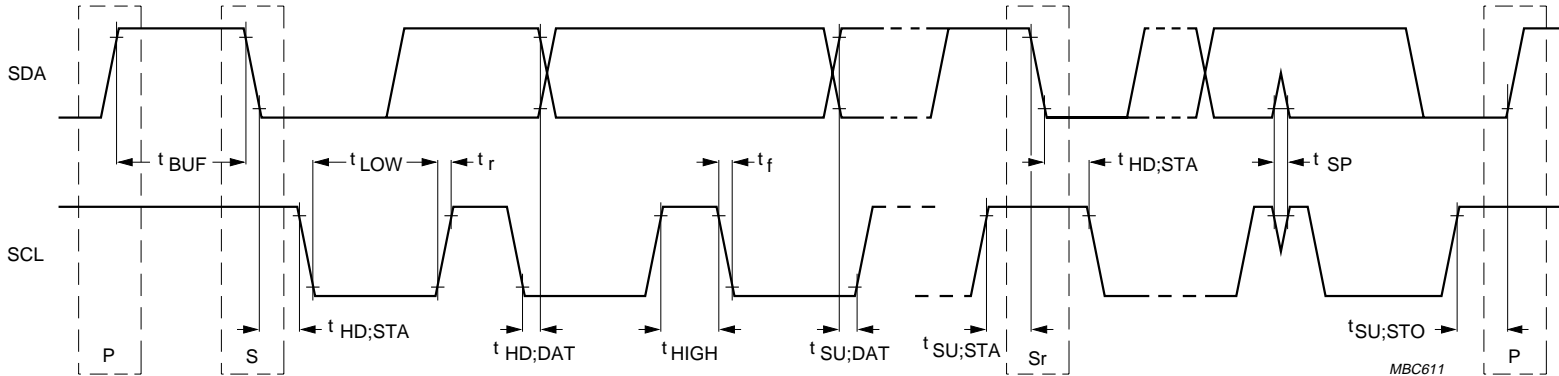 SDA
t BUF
t LOW
t r
t f
t HD;STA
t SP
SCL
t HD;STA
t HD;DAT
t HIGH
t SU;DAT
t SU;STA
t SU;STO
P
S
Sr
P
MBC611